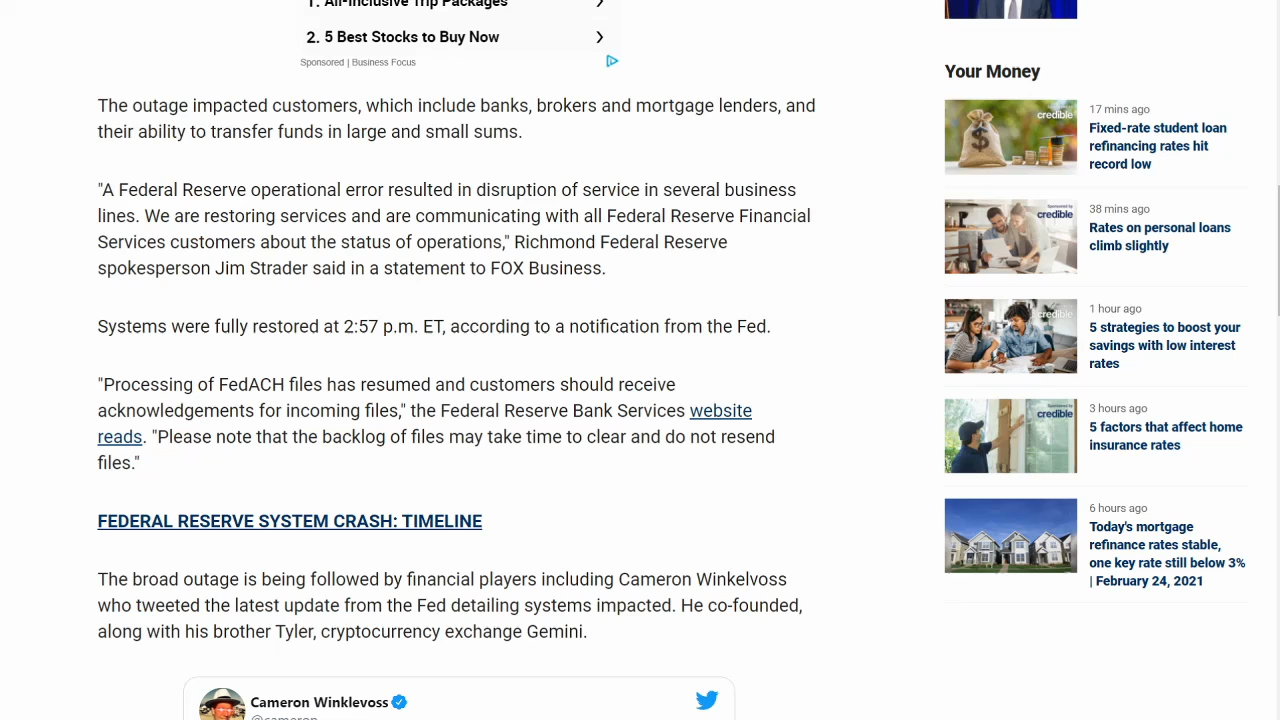 1. All-Inclusive Trip Packages
2. 5 Best Stocks to Buy Now
Sponsored | Business Focus
The outage impacted customers, which include banks, brokers and mortgage lenders, and
their ability to transfer funds in large and small sums.
"A Federal Reserve operational error resulted in disruption of service in several business
lines. We are restoring services and are communicating with all Federal Reserve Financial
Services customers about the status of operations," Richmond Federal Reserve
spokesperson Jim Strader said in a statement to FOX Business.
Systems were fully restored at 2:57 p.m. ET, according to a notification from the Fed.
"Processing of FedACH files has resumed and customers should receive
acknowledgements for incoming files," the Federal Reserve Bank Services website
reads. "Please note that the backlog of files may take time to clear and do not resend
files."
FEDERAL RESERVE SYSTEM CRASH: TIMELINE
The broad outage is being followed by financial players including Cameron Winkelvoss
who tweeted the latest update from the Fed detailing systems impacted. He co-founded,
along with his brother Tyler, cryptocurrency exchange Gemini.
Cameron Winklevoss
@cameron
Your Money
credible
17 mins ago
Fixed-rate student loan
refinancing rates hit
record low
Sponsored by
credible
38 mins ago
Rates on personal loans
climb slightly
credible
1 hour ago
5 strategies to boost your
savings with low interest
rates
Sponsored by
credible
3 hours ago
5 factors that affect home
insurance rates
6 hours ago
Today's mortgage
refinance rates stable,
one key rate still below 3%
| February 24, 2021